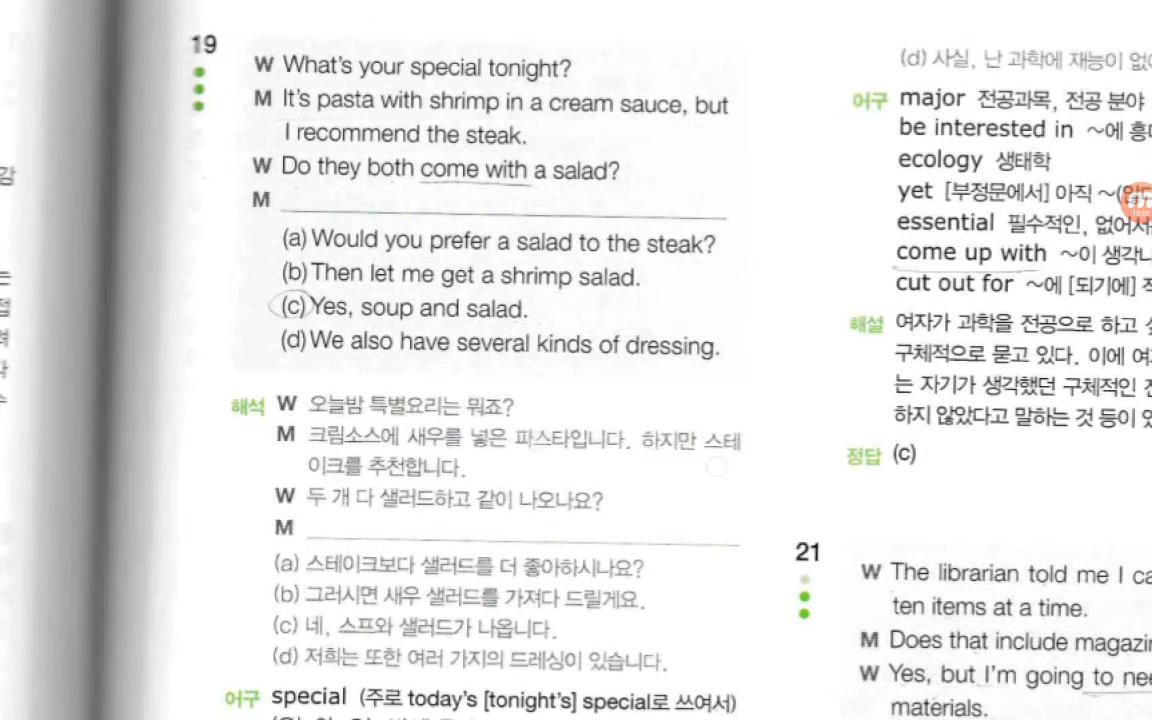 19
W What's your special tonight?
M It's pasta with shrimp in a cream sauce, but
I recommend the steak.
W Do they both come with a salad?
M
(a) Would you prefer a salad to the steak?
(b) Then let me get a shrimp salad.
(c) Yes, soup and salad.
(d) We also have several kinds of dressing.
해석 W 오늘밤 특별요리는 뭐죠?
M 크림소스에 새우를 넣은 파스타입니다. 하지만 스테
이크를 추천합니다.
W 두 개 다 샐러드하고 같이 나오나요?
M
(a) 스테이크보다 샐러드를 더 좋아하시나요?
(b) 그러시면 새우 샐러드를 가져다 드릴게요.
(c) 네, 스프와 샐러드가 나옵니다.
(d) 저희는 또한 여러 가지의 드레싱이 있습니다.
어구 special (주로 today's [tonight's] special로 쓰여서)
(d) 사실, 난 과학에 재능이
어구 major 전공과목, 전공 분야
be interested in ~에
ecology 생태학
yet [부정문에서] 아직
essential 필수적인,
come up with ~이
cut out for ~에 [되기에]
해설 여자가 과학을 전공으로 하고
구체적으로 묻고 있다. 이에
는 자기가 생각했던 구체적인
하지 않았다고 말하는 것 등이
정답 (c)
21
W The librarian told me I
ten items at a time.
M Does that include
W Yes, but I'm going to
materials.